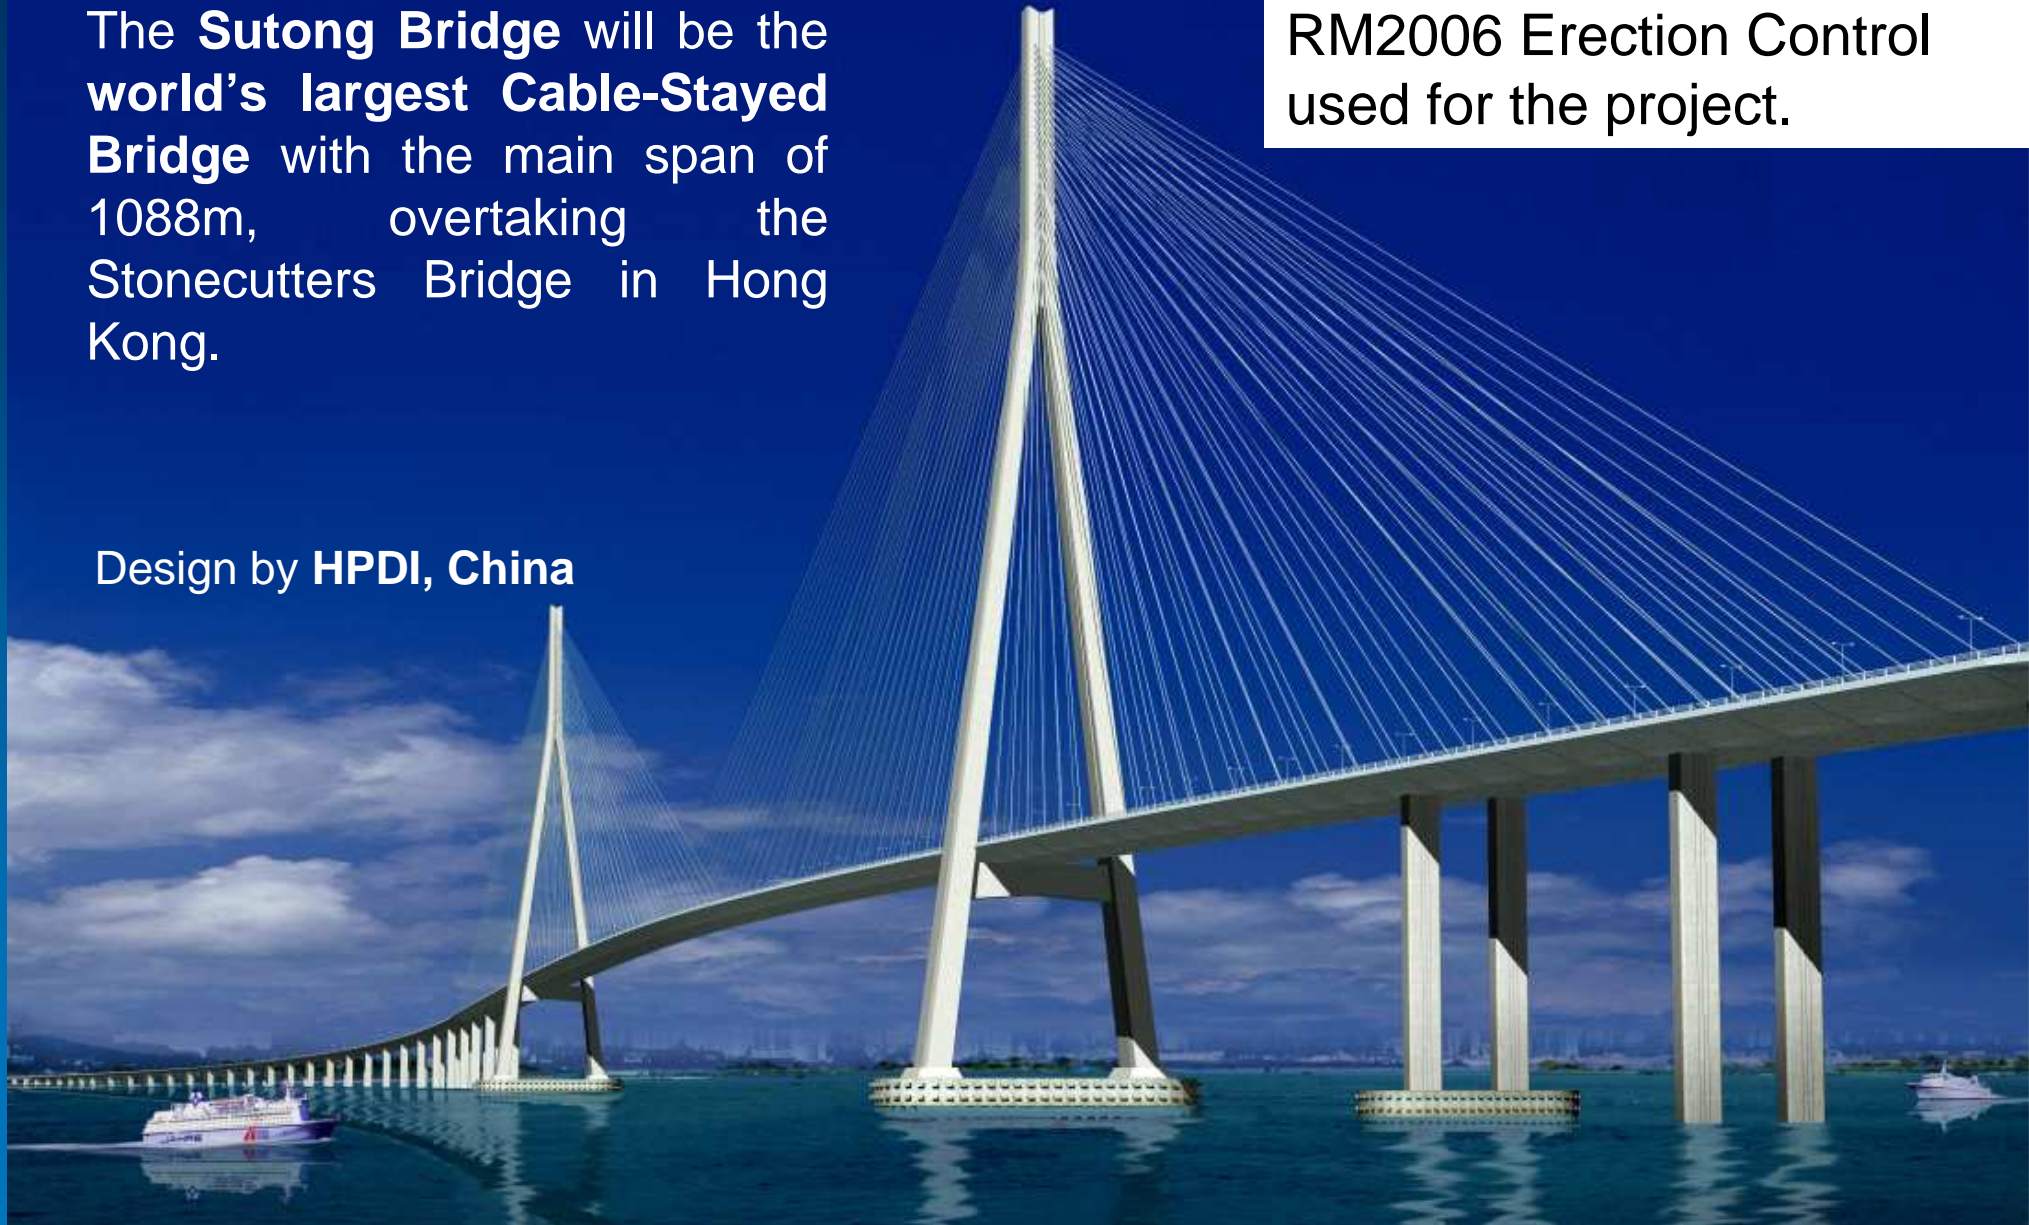 The Sutong Bridge will be the
world’s largest Cable-Stayed
Bridge with the main span of
1088m, overtaking the
Stonecutters Bridge in Hong
Kong.
RM2006 Erection Control
used for the project.
Design by HPDI, China